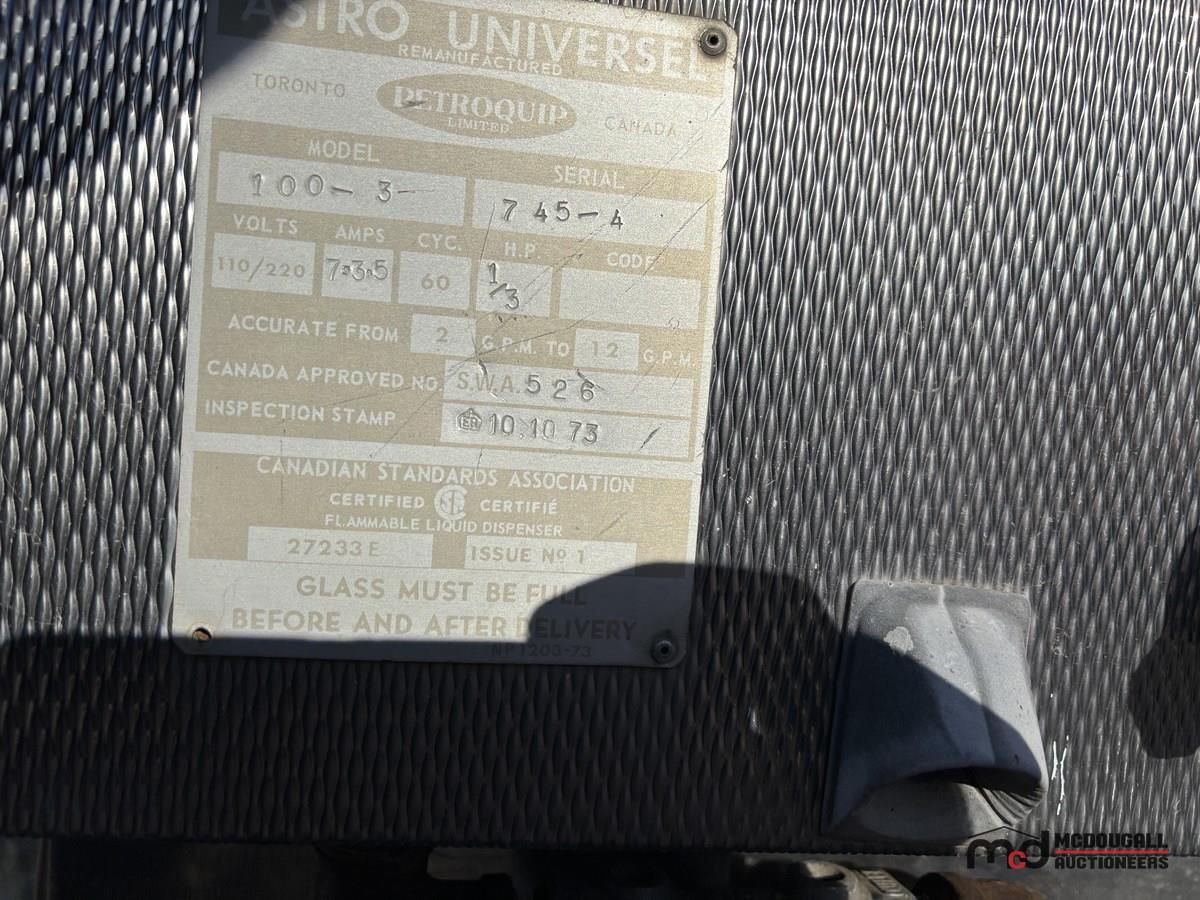 ASTRO UNIVERSEL
REMANUFACTURED
TORONTO PETROQUIP CANADA
LIMITED
MODEL SERIAL
100-3- 745-4
VOLTS AMPS CYC. H.P. CODE
110/220 7-3.5 60 1/3
ACCURATE FROM 2 G.P.M. TO 12 G.P.M.
CANADA APPROVED NO. S.W.A. 526
INSPECTION STAMP 10.10 73
CANADIAN STANDARDS ASSOCIATION
CERTIFIED CERTIFIÉ
FLAMMABLE LIQUID DISPENSER
27233E ISSUE Nº 1
GLASS MUST BE FULL
BEFORE AND AFTER DELIVERY
NP1203-73
mcd MCDOUGALL
AUCTIONEERS